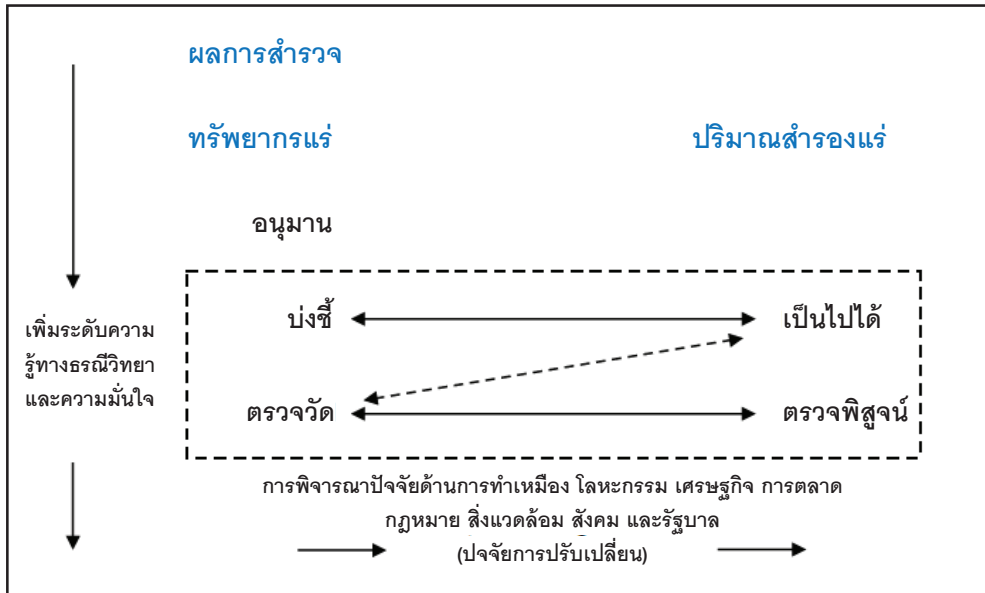 ผลการสำรวจ
ทรัพยากรแร่
ปริมาณสำรองแร่
อนุมาน
บ่งชี้
เป็นไปได้
เพิ่มระดับความ
รู้ทางธรณีวิทยา
และความมั่นใจ
ตรวจวัด
ตรวจพิสูจน์
การพิจารณาปัจจัยด้านการทำเหมือง โลหะกรรม เศรษฐกิจ การตลาด
กฎหมาย สิ่งแวดล้อม สังคม และรัฐบาล
(ปจจัยการปรับเปลี่ยน)